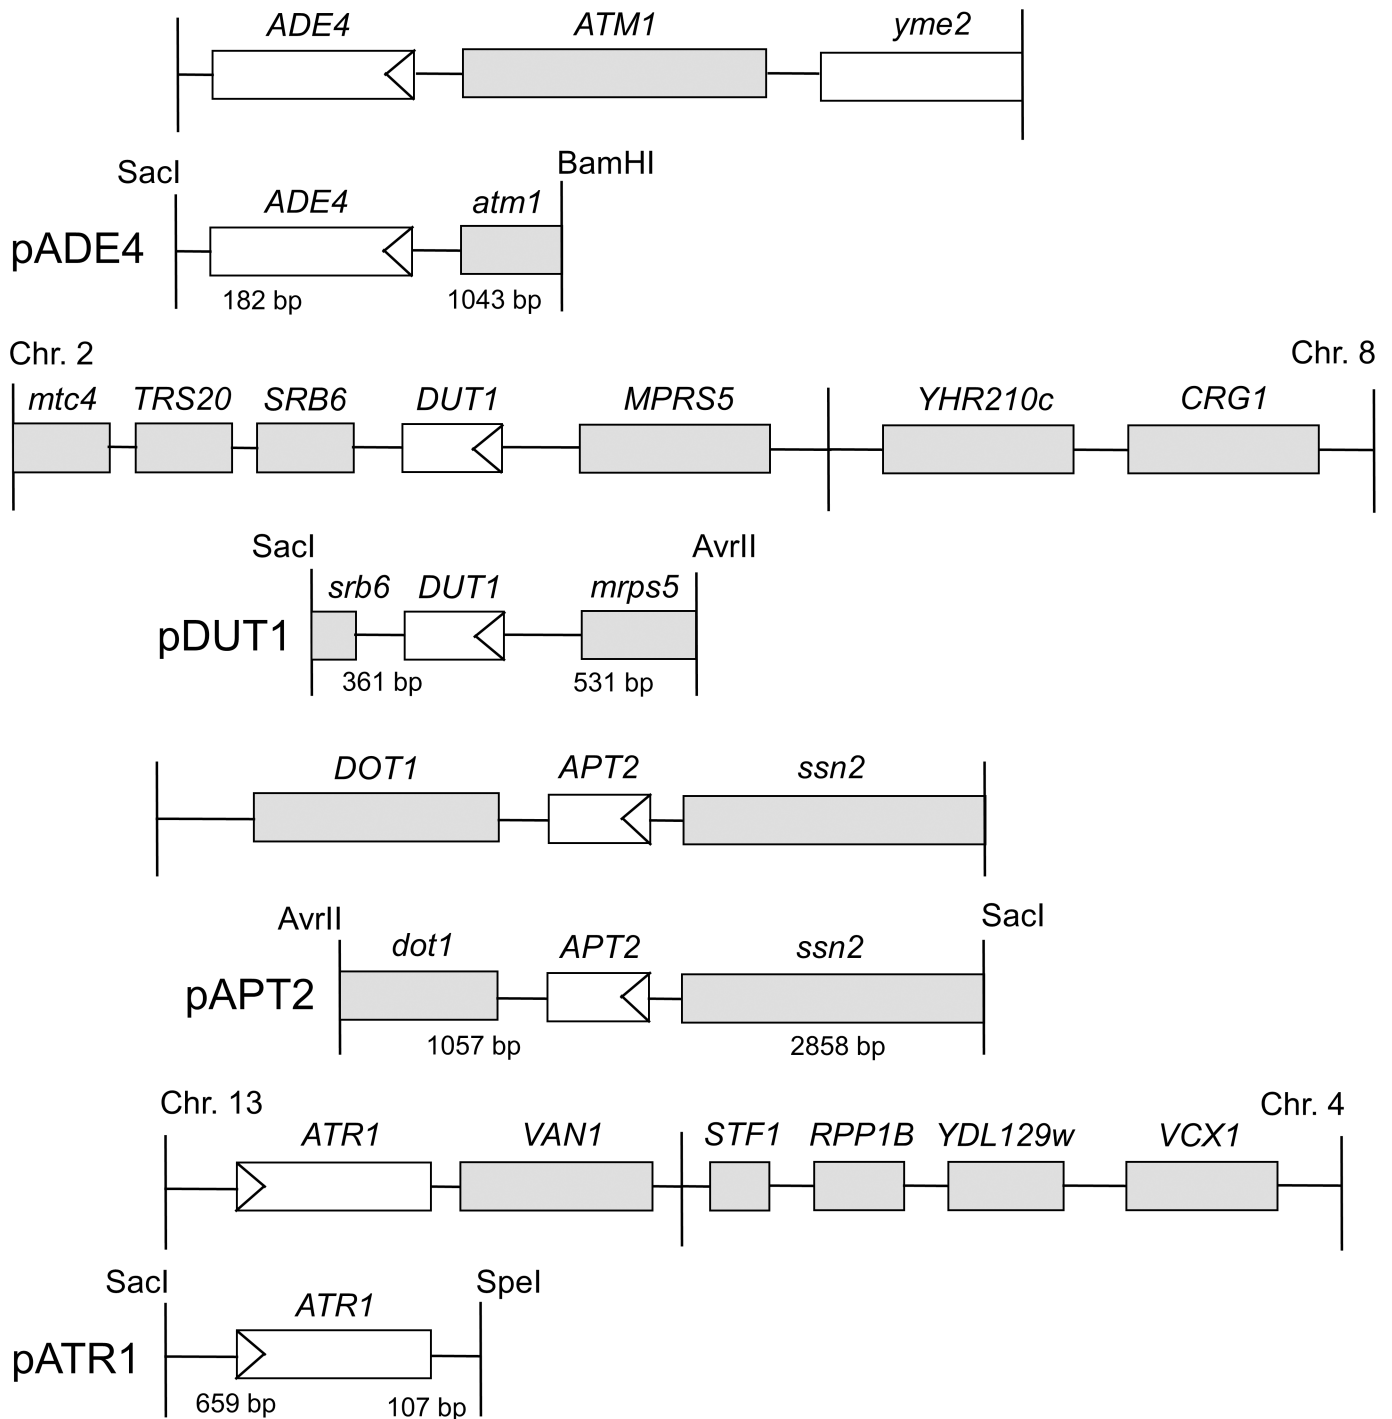 ADE4 ATM1 yme2
SacI BamHI
ADE4 atm1
pADE4
182 bp 1043 bp
Chr. 2 Chr. 8
mtc4 TRS20 SRB6 DUT1 MPRS5 YHR210c CRG1
SacI AvrII
srb6 DUT1 mrps5
pDUT1
361 bp 531 bp
DOT1 APT2 ssn2
AvrII SacI
dot1 APT2 ssn2
pAPT2
1057 bp 2858 bp
Chr. 13 Chr. 4
ATR1 VAN1 STF1 RPP1B YDL129w VCX1
SacI SpeI
ATR1
pATR1
659 bp 107 bp